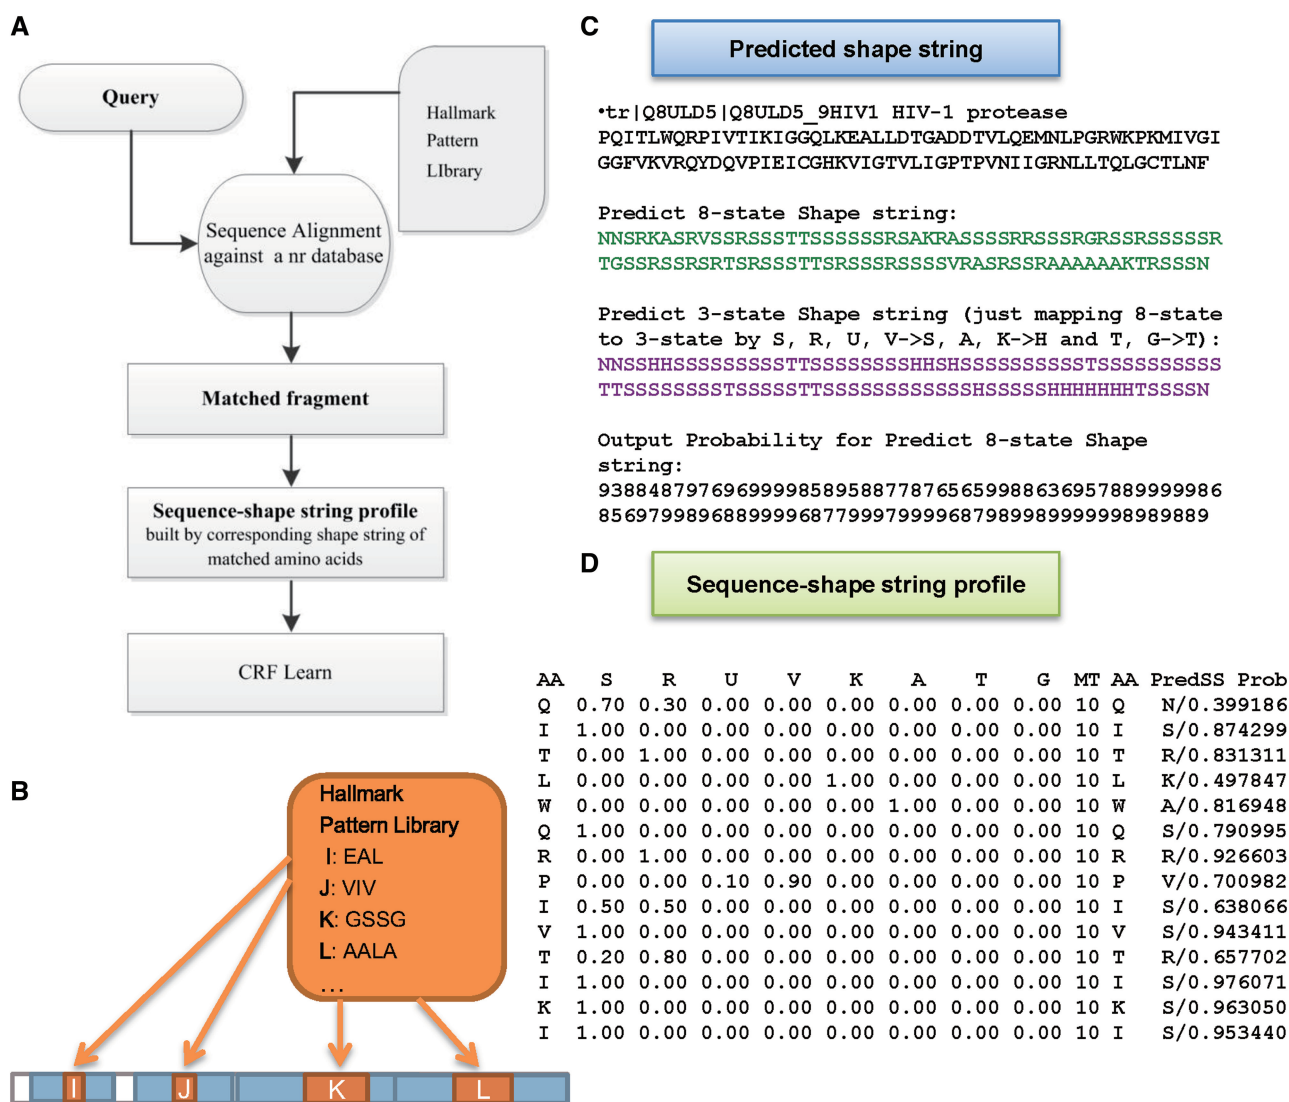 A
Query
Hallmark
Pattern
LIbrary
Sequence Alignment
against a nr database
Matched fragment
Sequence-shape string profile
built by corresponding shape string of
matched amino acids
CRF Learn
B
Hallmark
Pattern Library
I: EAL
J: VIV
K: GSSG
L: AALA
...
I J K L
C
Predicted shape string
•tr|Q8ULD5|Q8ULD5_9HIV1 HIV-1 protease
PQITLWQRPIVTIKIGGQLKEALLDTGADDTVLQEMNLPGRWKPKMIVGI
GGFVKVRQYDQVPIEICGHKVIGTVLIGPTPVNIIGRNLLTQLGCTLNF
Predict 8-state Shape string:
NNSRKASRVSSRSSSTTSSSSSSRSAKRASSSSRRSSSRGRSSRSSSSSR
TGSSRSSRSRTSRSSSTTSRSSSRSSSSVRASRSSRAAAAAAKTRSSSN
Predict 3-state Shape string (just mapping 8-state
to 3-state by S, R, U, V->S, A, K->H and T, G->T):
NNSSHHSSSSSSSSSTTSSSSSSSSHHSHSSSSSSSSSSTSSSSSSSSSS
TTSSSSSSSSTSSSSSTTSSSSSSSSSSSSHSSSSSHHHHHHHTSSSSN
Output Probability for Predict 8-state Shape
string:
93884879769699998589588778765659988636957889999986
8569799896889999687799979999687989989999998989889
D
Sequence-shape string profile
AA S R U V K A T G MT AA PredSS Prob
Q 0.70 0.30 0.00 0.00 0.00 0.00 0.00 0.00 10 Q N/0.399186
I 1.00 0.00 0.00 0.00 0.00 0.00 0.00 0.00 10 I S/0.874299
T 0.00 1.00 0.00 0.00 0.00 0.00 0.00 0.00 10 T R/0.831311
L 0.00 0.00 0.00 0.00 1.00 0.00 0.00 0.00 10 L K/0.497847
W 0.00 0.00 0.00 0.00 0.00 1.00 0.00 0.00 10 W A/0.816948
Q 1.00 0.00 0.00 0.00 0.00 0.00 0.00 0.00 10 Q S/0.790995
R 0.00 1.00 0.00 0.00 0.00 0.00 0.00 0.00 10 R R/0.926603
P 0.00 0.00 0.10 0.90 0.00 0.00 0.00 0.00 10 P V/0.700982
I 0.50 0.50 0.00 0.00 0.00 0.00 0.00 0.00 10 I S/0.638066
V 1.00 0.00 0.00 0.00 0.00 0.00 0.00 0.00 10 V S/0.943411
T 0.20 0.80 0.00 0.00 0.00 0.00 0.00 0.00 10 T R/0.657702
I 1.00 0.00 0.00 0.00 0.00 0.00 0.00 0.00 10 I S/0.976071
K 1.00 0.00 0.00 0.00 0.00 0.00 0.00 0.00 10 K S/0.963050
I 1.00 0.00 0.00 0.00 0.00 0.00 0.00 0.00 10 I S/0.953440